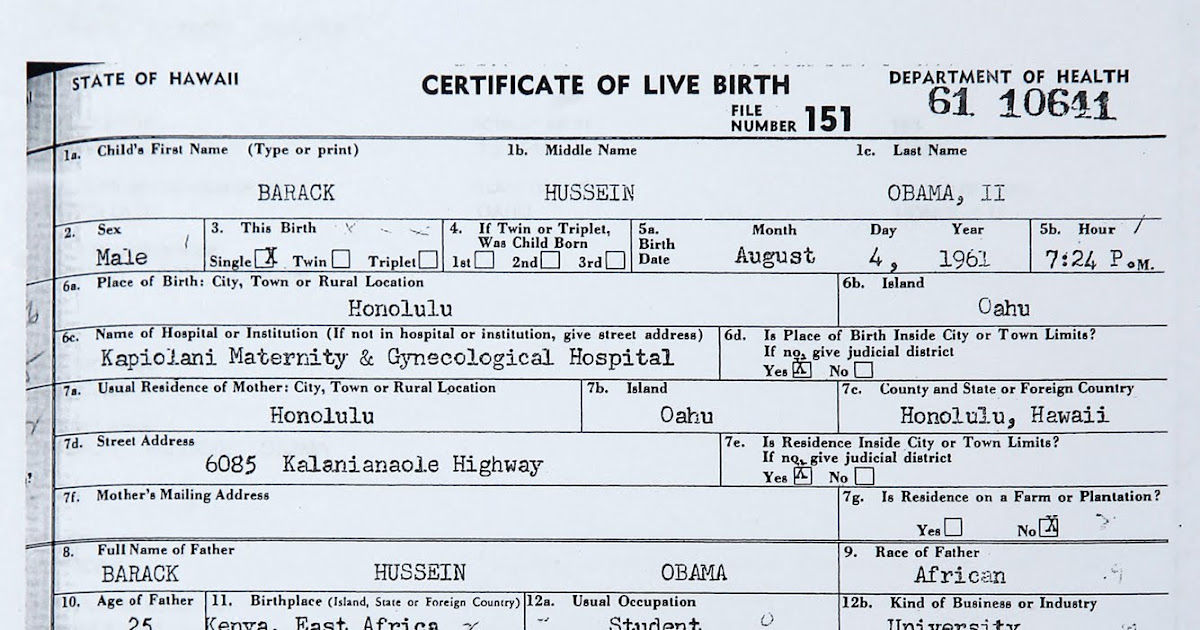 STATE OF HAWAII CERTIFICATE OF LIVE BIRTH DEPARTMENT OF HEALTH
FILE NUMBER 151 61 10641
1a. Child's First Name (Type or print) 1b. Middle Name 1c. Last Name
BARACK HUSSEIN OBAMA, II
2. Sex 3. This Birth 4. If Twin or Triplet, Was Child Born 5a. Birth Date Month Day Year 5b. Hour
Male Single X Twin Triplet 1st 2nd 3rd August 4, 1961 7:24 P.M.
6a. Place of Birth: City, Town or Rural Location 6b. Island
Honolulu Oahu
6c. Name of Hospital or Institution (If not in hospital or institution, give street address) 6d. Is Place of Birth Inside City or Town Limits?
If no, give judicial district
Kapiolani Maternity & Gynecological Hospital Yes X No
7a. Usual Residence of Mother: City, Town or Rural Location 7b. Island 7c. County and State or Foreign Country
Honolulu Oahu Honolulu, Hawaii
7d. Street Address 7e. Is Residence Inside City or Town Limits?
If no, give judicial district
6085 Kalanianaole Highway Yes X No
7f. Mother's Mailing Address 7g. Is Residence on a Farm or Plantation?
Yes No X
8. Full Name of Father 9. Race of Father
BARACK HUSSEIN OBAMA African
10. Age of Father 11. Birthplace (Island, State or Foreign Country) 12a. Usual Occupation 12b. Kind of Business or Industry
25 Kenya, East Africa Student University